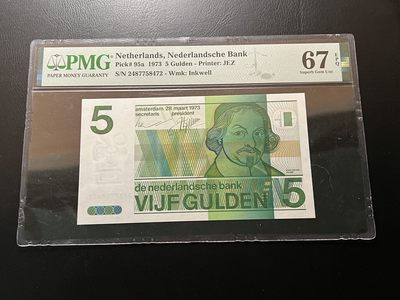 PMG
PAPER MONEY GUARANTY
Netherlands, Nederlandsche Bank
Pick# 95a 1973 5 Gulden - Printer: JEZ
S/N 2487758472 - Wmk: Inkwell
67 EPQ
Superb Gem Unc
5
amsterdam 28 maart 1973
secretaris president
de nederlandsche bank
VIJF GULDEN
5